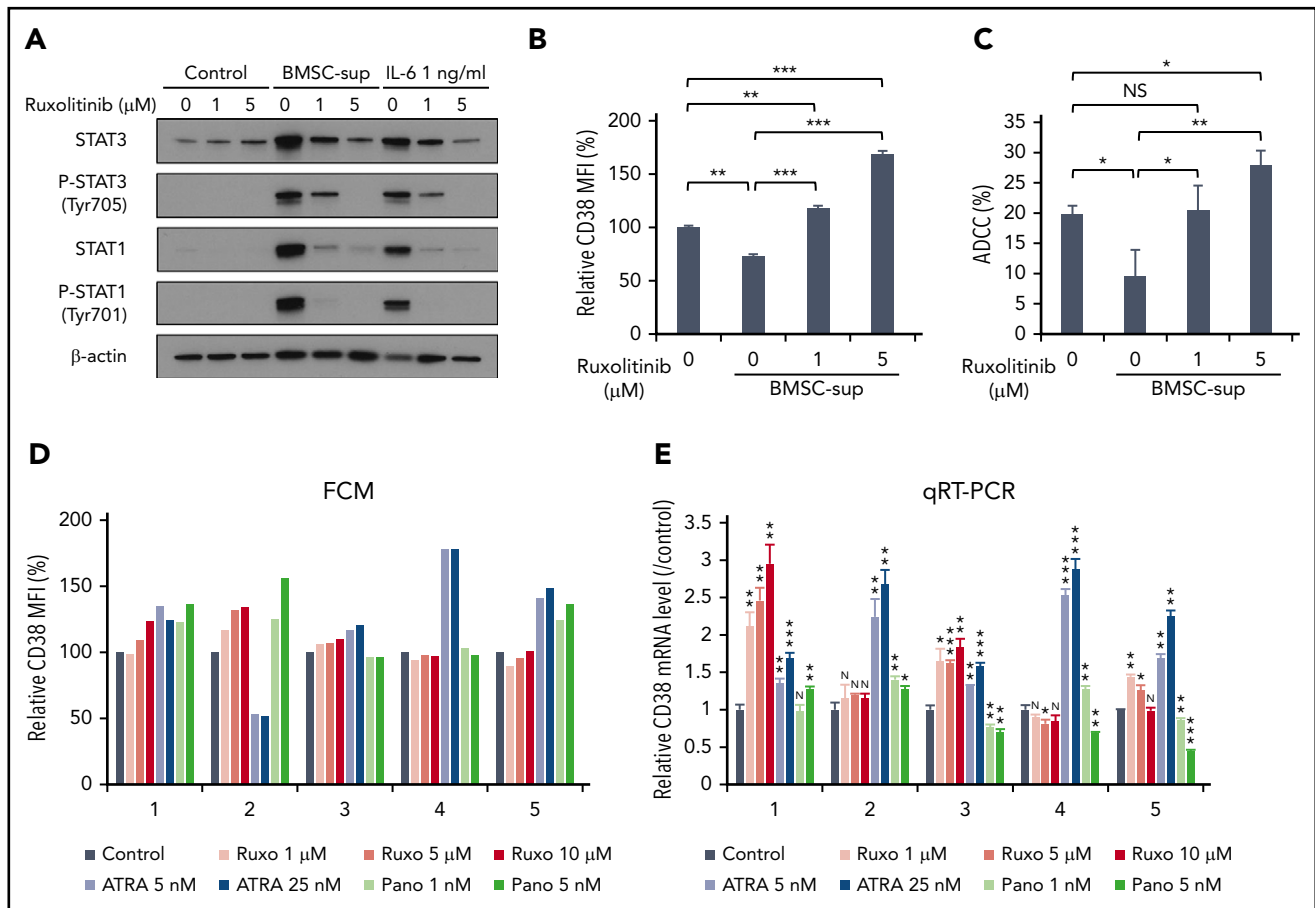 A
Control BMSC-sup IL-6 1 ng/ml
Ruxolitinib (μM) 0 1 5 0 1 5 0 1 5
STAT3
P-STAT3
(Tyr705)
STAT1
P-STAT1
(Tyr701)
β-actin
B
***
**
***
** ***
Relative CD38 MFI (%)
200
150
100
50
0
Ruxolitinib
(μM)
0 0 1 5
BMSC-sup
C
*
NS
**
* *
ADCC (%)
35
30
25
20
15
10
5
0
Ruxolitinib
(μM)
0 0 1 5
BMSC-sup
D
FCM
Relative CD38 MFI (%)
200
150
100
50
0
1 2 3 4 5
Control Ruxo 1 μM Ruxo 5 μM Ruxo 10 μM
ATRA 5 nM ATRA 25 nM Pano 1 nM Pano 5 nM
E
qRT-PCR
Relative CD38 mRNA level (/control)
3.5
3
2.5
2
1.5
1
0.5
0
** ** ** ** *** N **
N N N ** ** ** *
* *** ** ** *** ** **
N * N *** *** ** **
** * N ** ** ** ***
1 2 3 4 5
Control Ruxo 1 μM Ruxo 5 μM Ruxo 10 μM
ATRA 5 nM ATRA 25 nM Pano 1 nM Pano 5 nM